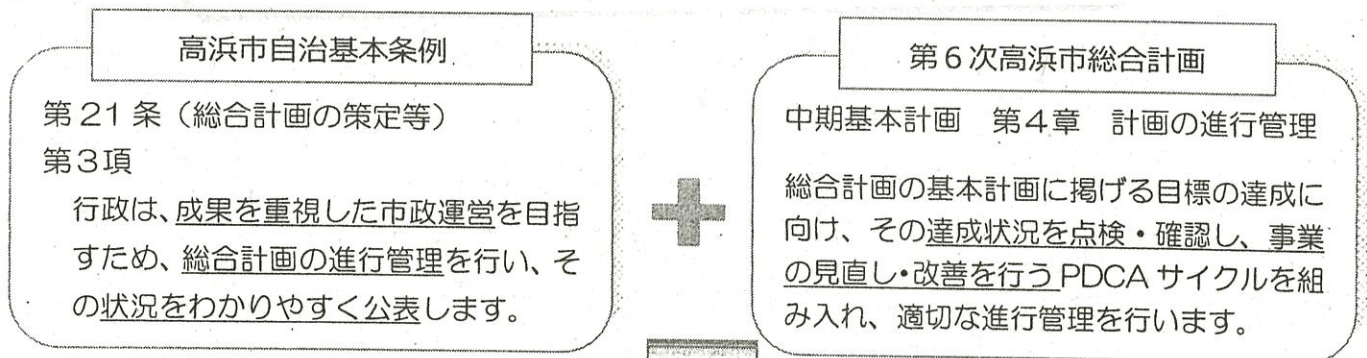 高浜市自治基本条例
第21条（総合計画の策定等）
第3項
行政は、成果を重視した市政運営を目指
すため、総合計画の進行管理を行い、そ
の状況をわかりやすく公表します。
第6次高浜市総合計画
中期基本計画　第4章　計画の進行管理
総合計画の基本計画に掲げる目標の達成に
向け、その達成状況を点検・確認し、事業
の見直し・改善を行うPDCAサイクルを組
み入れ、適切な進行管理を行います。